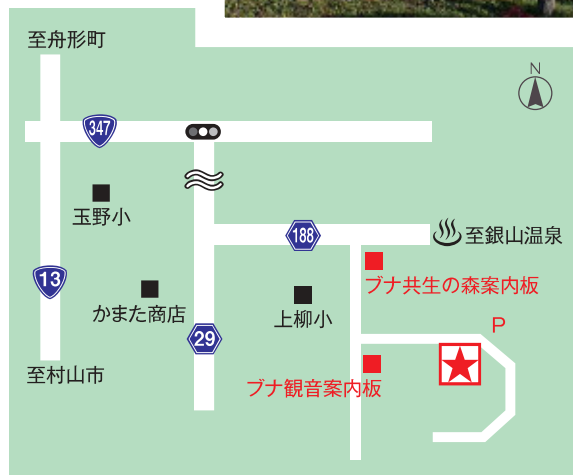 至舟形町
N
347
玉野小
188
至銀山温泉
13
ブナ共生の森案内板
かまた商店
上柳小
P
29
至村山市
ブナ観音案内板